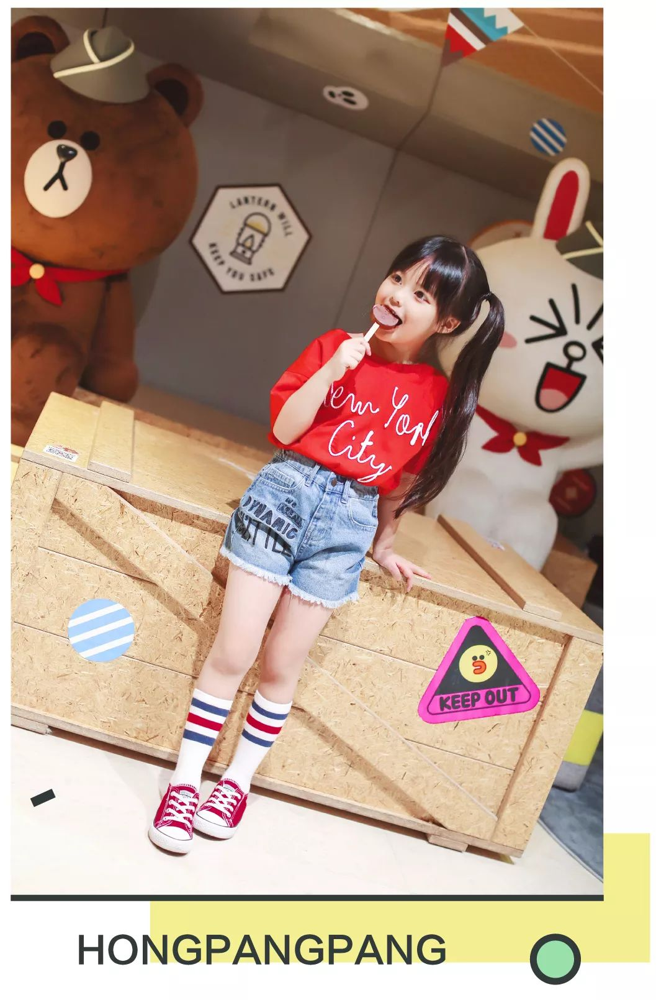 LANTERN WILL
KEEP YOU SAFE
New York
City
DYNAMIC
KEEP OUT
HONGPANGPANG